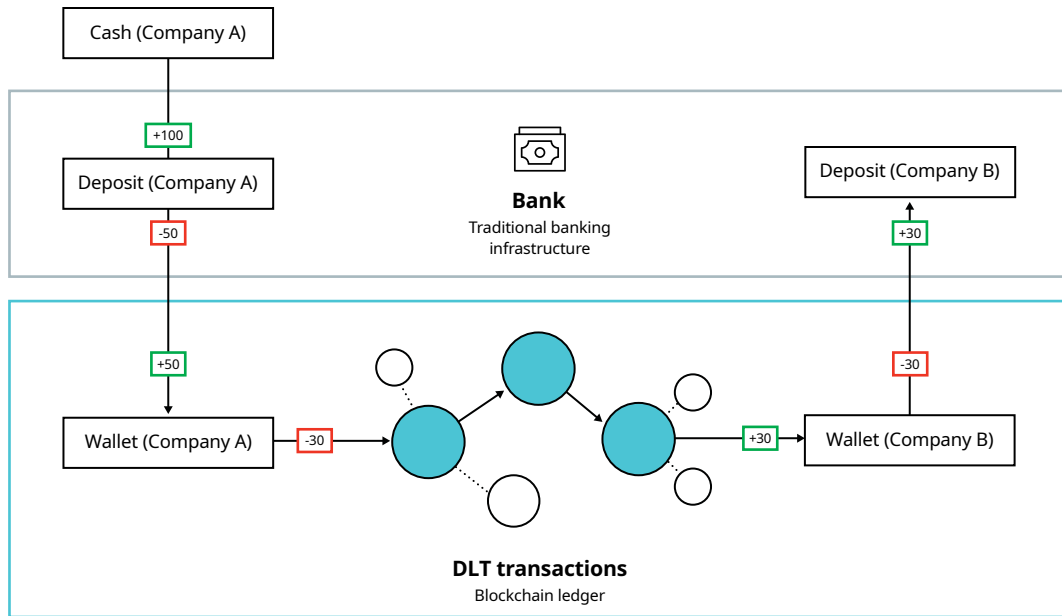 Cash (Company A)
+100
Deposit (Company A)
-50
Bank
Traditional banking
infrastructure
Deposit (Company B)
+30
+50
-30
Wallet (Company A)
-30
+30
Wallet (Company B)
DLT transactions
Blockchain ledger